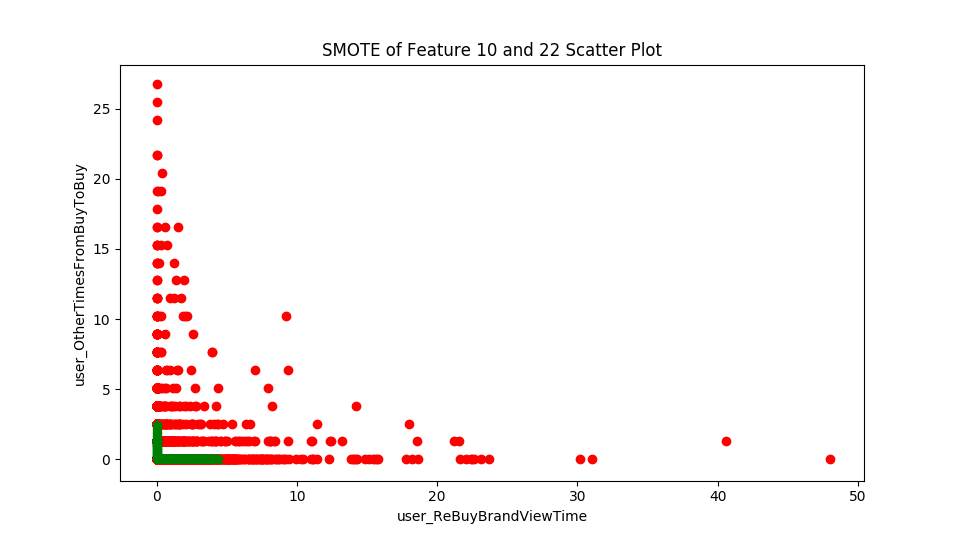 SMOTE of Feature 10 and 22 Scatter Plot
user_OtherTimesFromBuyToBuy
25
20
15
10
5
0
0 10 20 30 40 50
user_ReBuyBrandViewTime